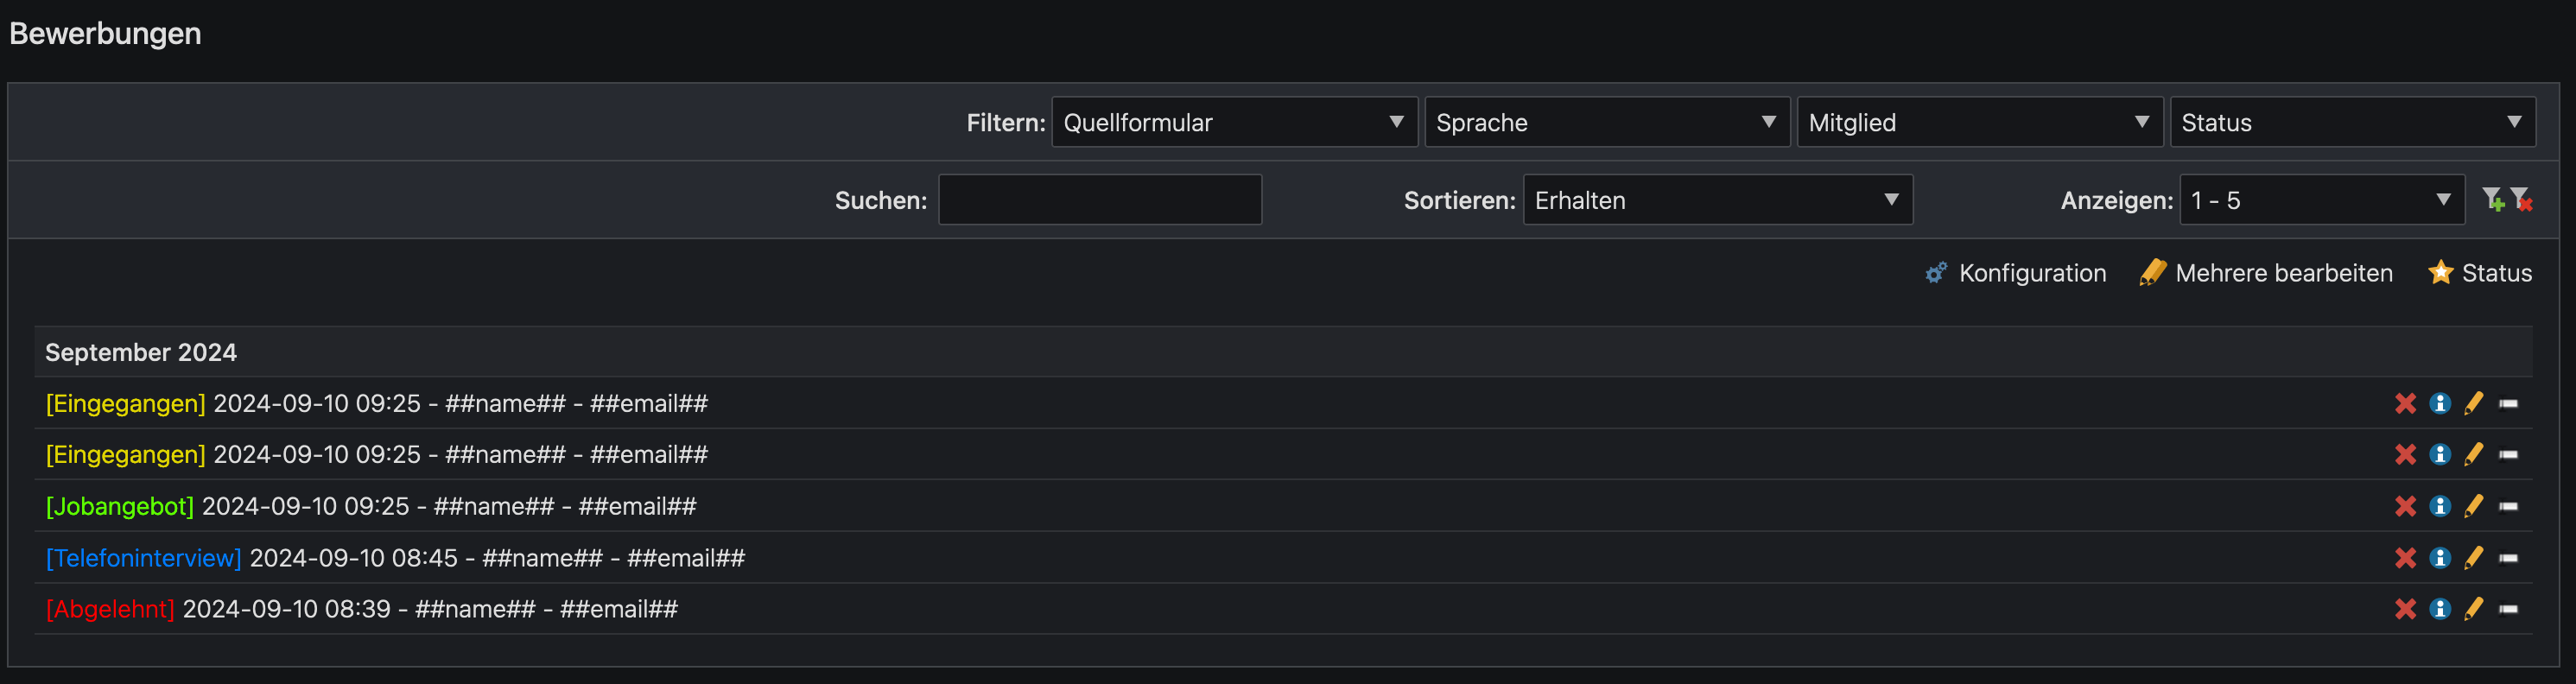 Bewerbungen
Filtern: Quellformular Sprache Mitglied Status
Suchen: Sortieren: Erhalten Anzeigen: 1 - 5
Konfiguration Mehrere bearbeiten Status
September 2024
[Eingegangen] 2024-09-10 09:25 - ##name## - ##email##
[Eingegangen] 2024-09-10 09:25 - ##name## - ##email##
[Jobangebot] 2024-09-10 09:25 - ##name## - ##email##
[Telefoninterview] 2024-09-10 08:45 - ##name## - ##email##
[Abgelehnt] 2024-09-10 08:39 - ##name## - ##email##